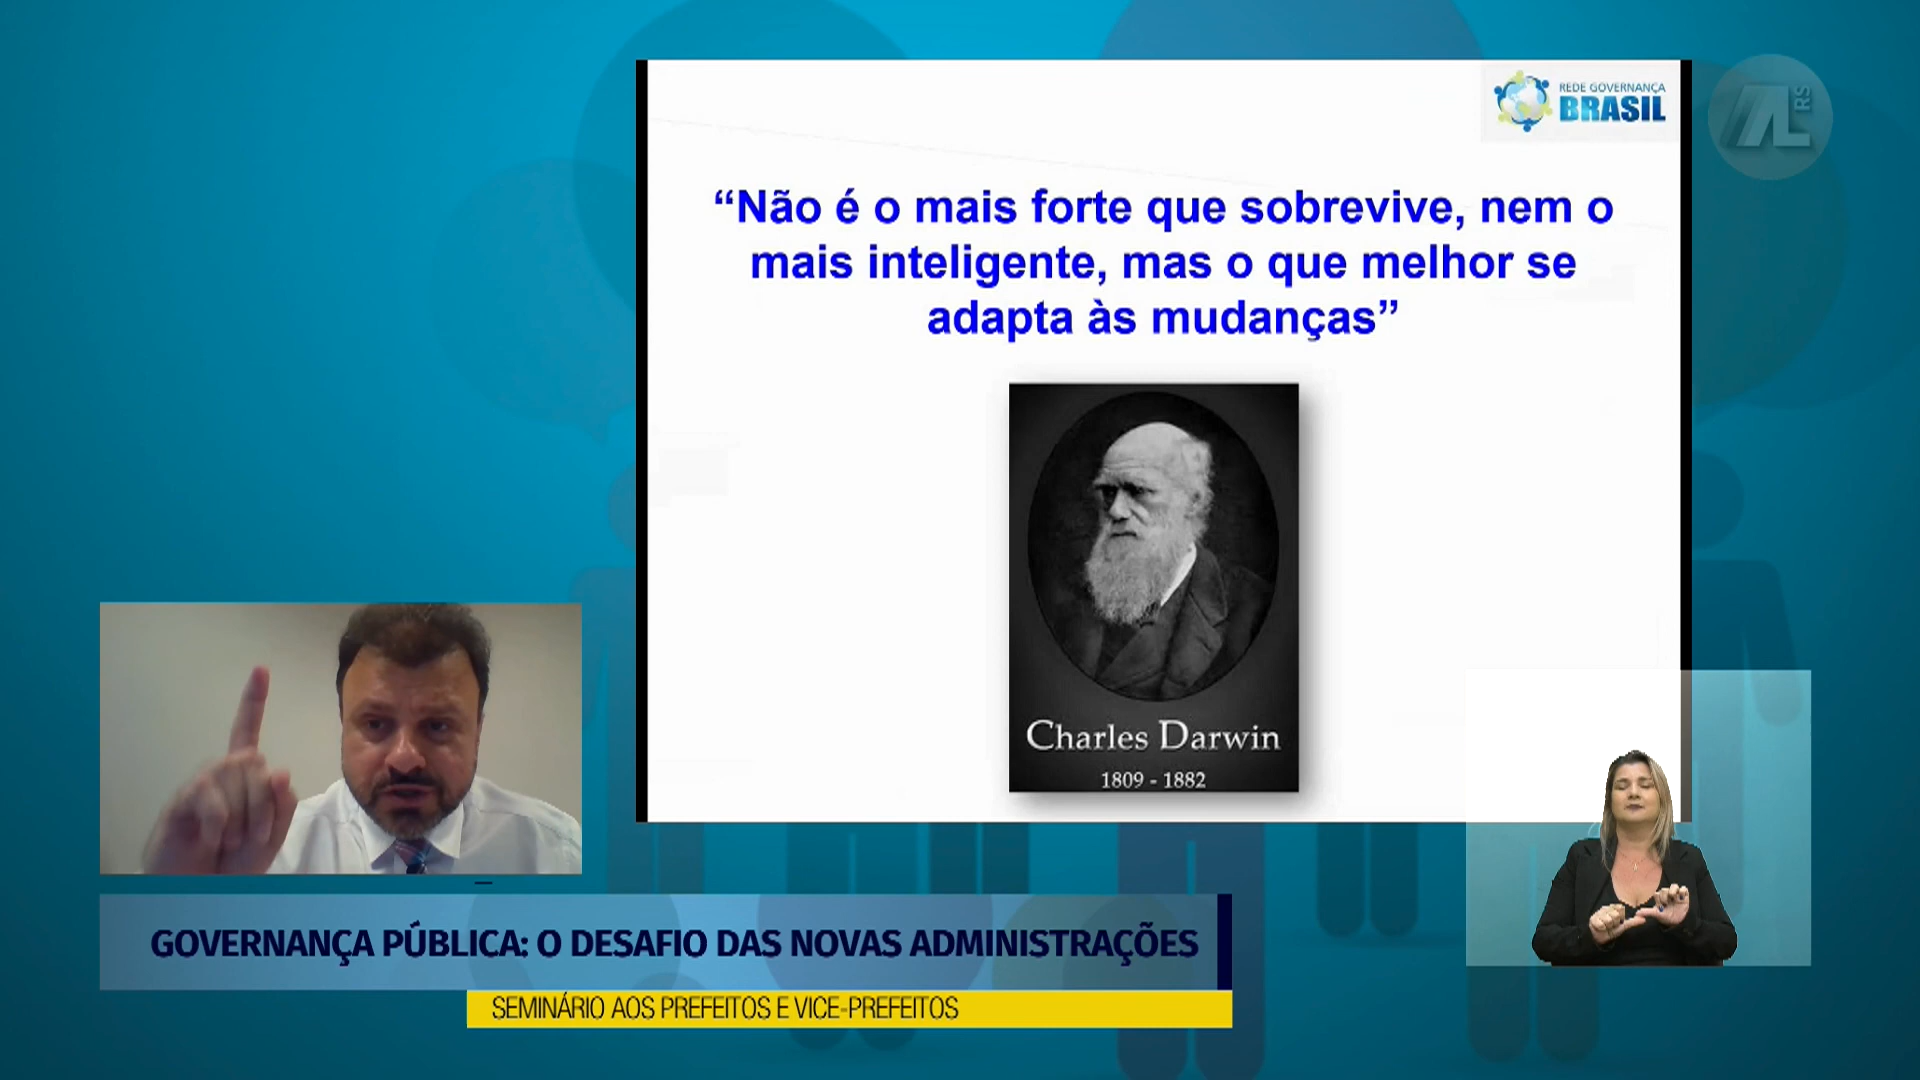 REDE GOVERNANÇA
BRASIL
AL
RS
“Não é o mais forte que sobrevive, nem o
mais inteligente, mas o que melhor se
adapta às mudanças”
Charles Darwin
1809 - 1882
GOVERNANÇA PÚBLICA: O DESAFIO DAS NOVAS ADMINISTRAÇÕES
SEMINÁRIO AOS PREFEITOS E VICE-PREFEITOS